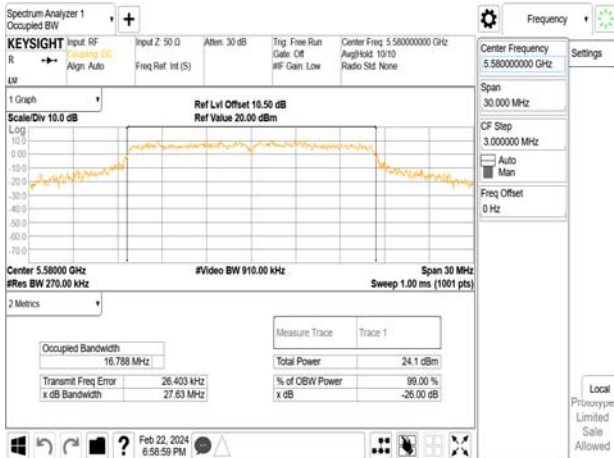 Spectrum Analyzer 1
Occupied BW
Frequency
KEYSIGHT
R
LXI
Input: RF
Coupling: DC
Align: Auto
Input Z: 50 Ω
Freq Ref: Int (S)
Atten: 30 dB
Trig: Free Run
Gate: Off
#IF Gain: Low
Center Freq: 5.580000000 GHz
Avg|Hold: 10/10
Radio Std: None
1 Graph
Scale/Div 10.0 dB
Ref Lvl Offset 10.50 dB
Ref Value 20.00 dBm
Log
10.0
0.00
-10.0
-20.0
-30.0
-40.0
-50.0
-60.0
-70.0
Center 5.58000 GHz
#Res BW 270.00 kHz
#Video BW 910.00 kHz
Span 30 MHz
Sweep 1.00 ms (1001 pts)
2 Metrics
Measure Trace
Trace 1
Occupied Bandwidth
16.788 MHz
Total Power
24.1 dBm
Transmit Freq Error
26.403 kHz
% of OBW Power
99.00 %
x dB Bandwidth
27.63 MHz
x dB
-26.00 dB
Feb 22, 2024
6:58:59 PM
?
Center Frequency
5.580000000 GHz
Settings
Span
30.000 MHz
CF Step
3.000000 MHz
Auto
Man
Freq Offset
0 Hz
Local
Prototype
Limited
Sale
Allowed